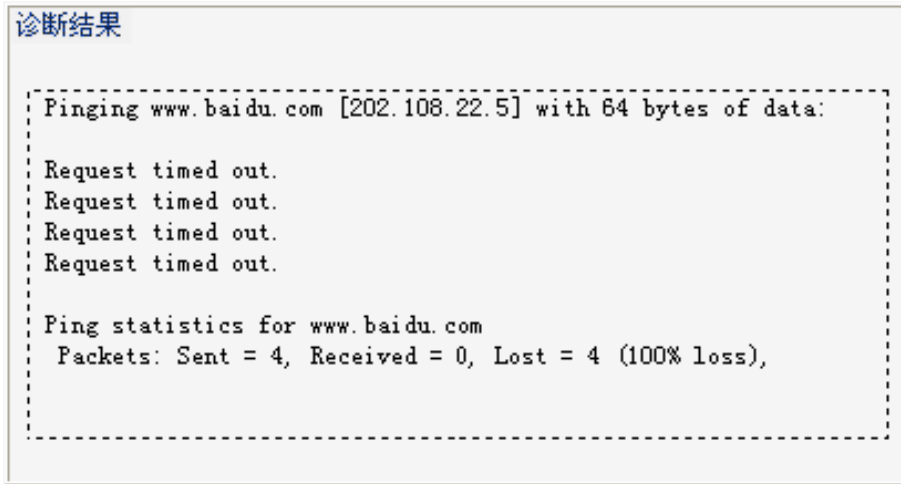 诊断结果
Pinging www.baidu.com [202.108.22.5] with 64 bytes of data:
Request timed out.
Request timed out.
Request timed out.
Request timed out.
Ping statistics for www.baidu.com
Packets: Sent = 4, Received = 0, Lost = 4 (100% loss),